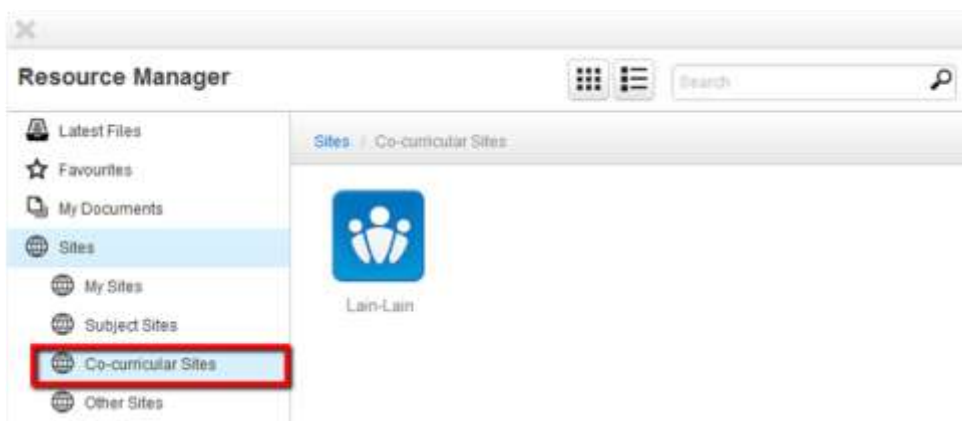 Resource Manager
Search
Latest Files
Favourites
My Documents
Sites
My Sites
Subject Sites
Co-curricular Sites
Other Sites
Sites / Co-curricular Sites
Lain-Lain